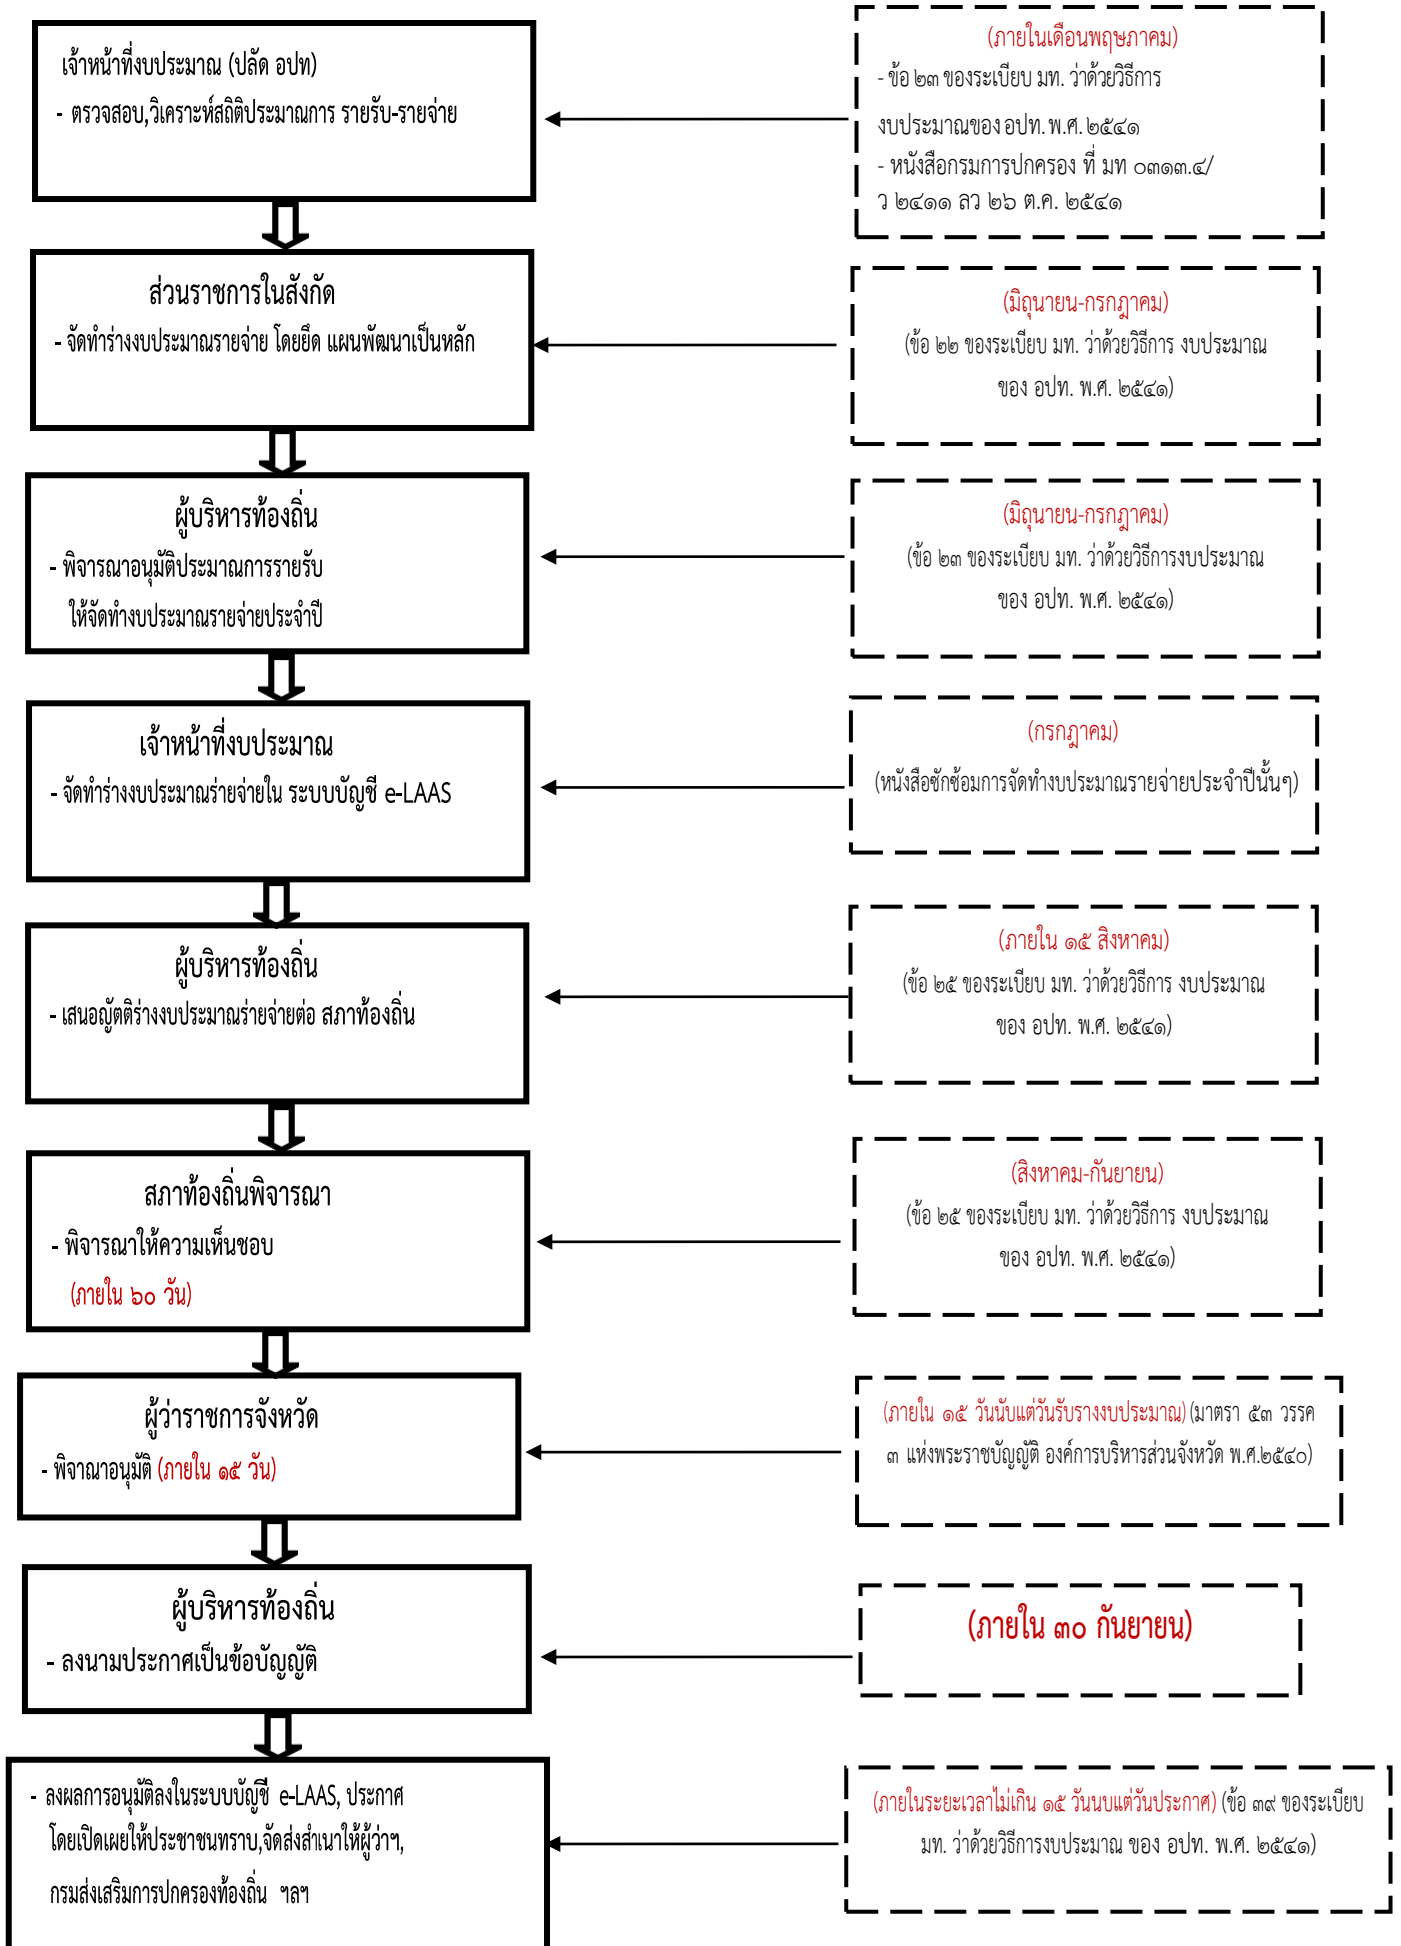 เจ้าหน้าที่งบประมาณ (ปลัด อปท)
- ตรวจสอบ,วิเคราะห์สถิติประมาณการ รายรับ-รายจ่าย
(ภายในเดือนพฤษภาคม)
- ข้อ ๒๓ ของระเบียบ มท. ว่าด้วยวิธีการ
งบประมาณของ อปท. พ.ศ. ๒๕๔๑
- หนังสือกรมการปกครอง ที่ มท ๐๓๑๓.๔/
ว ๒๔๑๑ ลว ๒๖ ต.ค. ๒๕๔๑
ส่วนราชการในสังกัด
- จัดทำร่างงบประมาณรายจ่าย โดยยึด แผนพัฒนาเป็นหลัก
(มิถุนายน-กรกฎาคม)
(ข้อ ๒๒ ของระเบียบ มท. ว่าด้วยวิธีการ งบประมาณ
ของ อปท. พ.ศ. ๒๕๔๑)
ผู้บริหารท้องถิ่น
- พิจารณาอนุมัติประมาณการรายรับ
ให้จัดทำงบประมาณรายจ่ายประจำปี
(มิถุนายน-กรกฎาคม)
(ข้อ ๒๓ ของระเบียบ มท. ว่าด้วยวิธีการงบประมาณ
ของ อปท. พ.ศ. ๒๕๔๑)
เจ้าหน้าที่งบประมาณ
- จัดทำร่างงบประมาณร่ายจ่ายใน ระบบบัญชี e-LAAS
(กรกฎาคม)
(หนังสือซักซ้อมการจัดทำงบประมาณรายจ่ายประจำปีนั้นๆ)
ผู้บริหารท้องถิ่น
- เสนอญัตติร่างงบประมาณร่ายจ่ายต่อ สภาท้องถิ่น
(ภายใน ๑๕ สิงหาคม)
(ข้อ ๒๕ ของระเบียบ มท. ว่าด้วยวิธีการ งบประมาณ
ของ อปท. พ.ศ. ๒๕๔๑)
สภาท้องถิ่นพิจารณา
- พิจารณาให้ความเห็นชอบ
(ภายใน ๖๐ วัน)
(สิงหาคม-กันยายน)
(ข้อ ๒๕ ของระเบียบ มท. ว่าด้วยวิธีการ งบประมาณ
ของ อปท. พ.ศ. ๒๕๔๑)
ผู้ว่าราชการจังหวัด
- พิจาณาอนุมัติ (ภายใน ๑๕ วัน)
(ภายใน ๑๕ วันนับแต่วันรับรางงบประมาณ) (มาตรา ๕๓ วรรค
๓ แห่งพระราชบัญญัติ องค์การบริหารส่วนจังหวัด พ.ศ.๒๕๔๐)
ผู้บริหารท้องถิ่น
- ลงนามประกาศเป็นข้อบัญญัติ
(ภายใน ๓๐ กันยายน)
- ลงผลการอนุมัติลงในระบบบัญชี e-LAAS, ประกาศ
โดยเปิดเผยให้ประชาชนทราบ,จัดส่งสำเนาให้ผู้ว่าฯ,
กรมส่งเสริมการปกครองท้องถิ่น ฯลฯ
(ภายในระยะเวลาไม่เกิน ๑๕ วันนบแต่วันประกาศ) (ข้อ ๓๙ ของระเบียบ
มท. ว่าด้วยวิธีการงบประมาณ ของ อปท. พ.ศ. ๒๕๔๑)